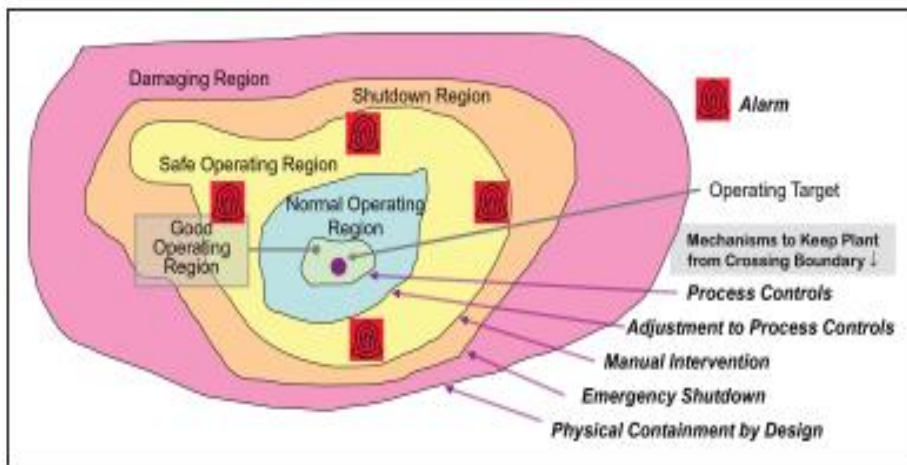 Damaging Region
Shutdown Region
Alarm
Safe Operating Region
Operating Target
Normal Operating
Region
Good
Operating
Region
Mechanisms to Keep Plant
from Crossing Boundary ↓
Process Controls
Adjustment to Process Controls
Manual Intervention
Emergency Shutdown
Physical Containment by Design